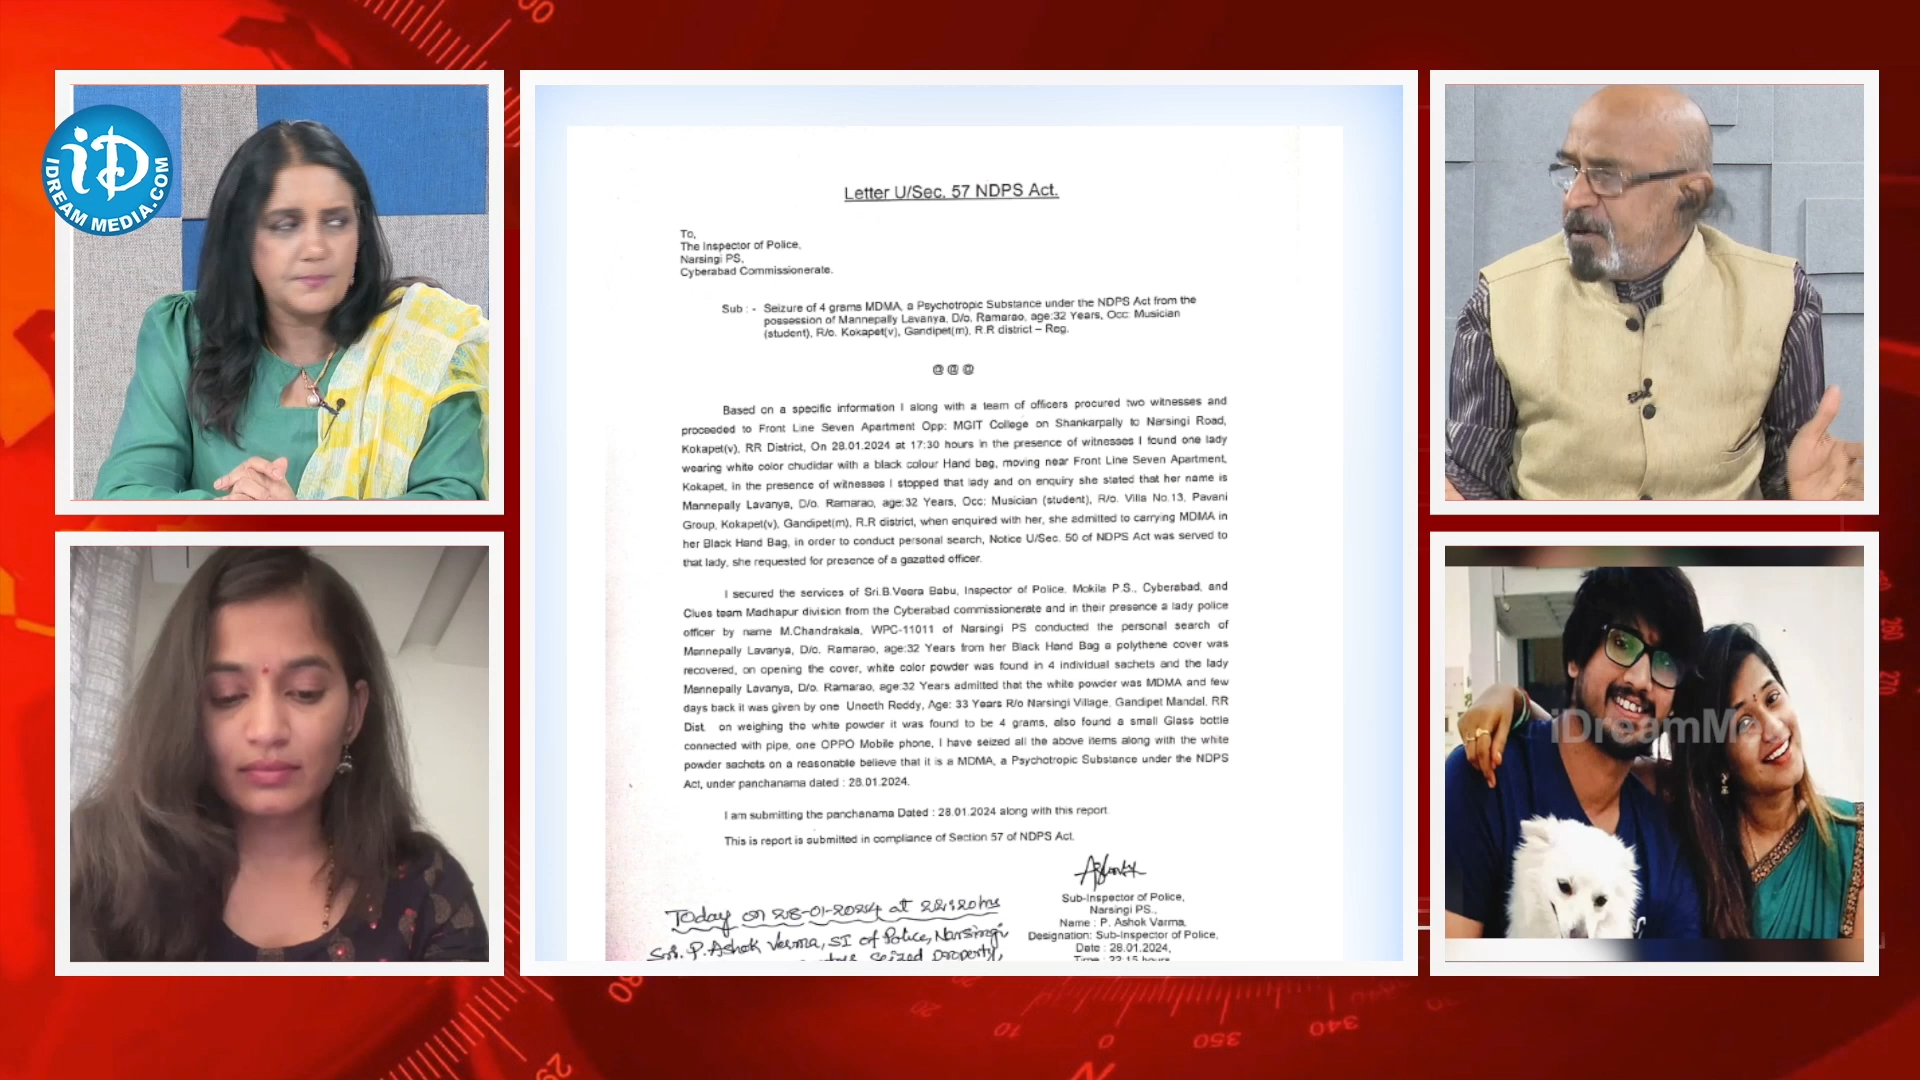 iD
IDREAM MEDIA.COM
Letter U/Sec. 57 NDPS Act.
To,
The Inspector of Police,
Narsingi PS,
Cyberabad Commissionerate.
Sub : - Seizure of 4 grams MDMA, a Psychotropic Substance under the NDPS Act from the
possession of Mannepally Lavanya, D/o. Ramarao, age:32 Years, Occ: Musician
(student), R/o. Kokapet(v), Gandipet(m), R.R district – Reg.
@@@
Based on a specific information I along with a team of officers procured two witnesses and
proceeded to Front Line Seven Apartment Opp: MGIT College on Shankarpally to Narsingi Road,
Kokapet(v), RR District, On 28.01.2024 at 17:30 hours in the presence of witnesses I found one lady
wearing white color chudidar with a black colour Hand bag, moving near Front Line Seven Apartment,
Kokapet, in the presence of witnesses I stopped that lady and on enquiry she stated that her name is
Mannepally Lavanya, D/o. Ramarao, age:32 Years, Occ: Musician (student), R/o. Villa No.13, Pavani
Group, Kokapet(v), Gandipet(m), R.R district, when enquired with her, she admitted to carrying MDMA in
her Black Hand Bag, in order to conduct personal search, Notice U/Sec. 50 of NDPS Act was served to
that lady, she requested for presence of a gazatted officer.
I secured the services of Sri.B.Veera Babu, Inspector of Police, Mokila P.S., Cyberabad, and
Clues team Madhapur division from the Cyberabad commissionerate and in their presence a lady police
officer by name M.Chandrakala, WPC-11011 of Narsingi PS conducted the personal search of
Mannepally Lavanya, D/o. Ramarao, age:32 Years from her Black Hand Bag a polythene cover was
recovered, on opening the cover, white color powder was found in 4 individual sachets and the lady
Mannepally Lavanya, D/o. Ramarao, age:32 Years admitted that the white powder was MDMA and few
days back it was given by one Uneeth Reddy, Age: 33 Years R/o Narsingi Village, Gandipet Mandal, RR
Dist. on weighing the white powder it was found to be 4 grams, also found a small Glass bottle
connected with pipe, one OPPO Mobile phone, I have seized all the above items along with the white
powder sachets on a reasonable believe that it is a MDMA, a Psychotropic Substance under the NDPS
Act, under panchanama dated : 28.01.2024.
I am submitting the panchanama Dated : 28.01.2024 along with this report.
This is report is submitted in compliance of Section 57 of NDPS Act.
Sub-Inspector of Police,
Narsingi PS.,
Name : P. Ashok Varma,
Designation: Sub-Inspector of Police,
Date : 28.01.2024,
Time : 22.15 hours
Today on 28-01-2024 at 22:20 hrs
Sri. P. Ashok Varma, SI of Police, Narsingi
Seized property,
iDreamMe
20
10
0
350
340
260
270